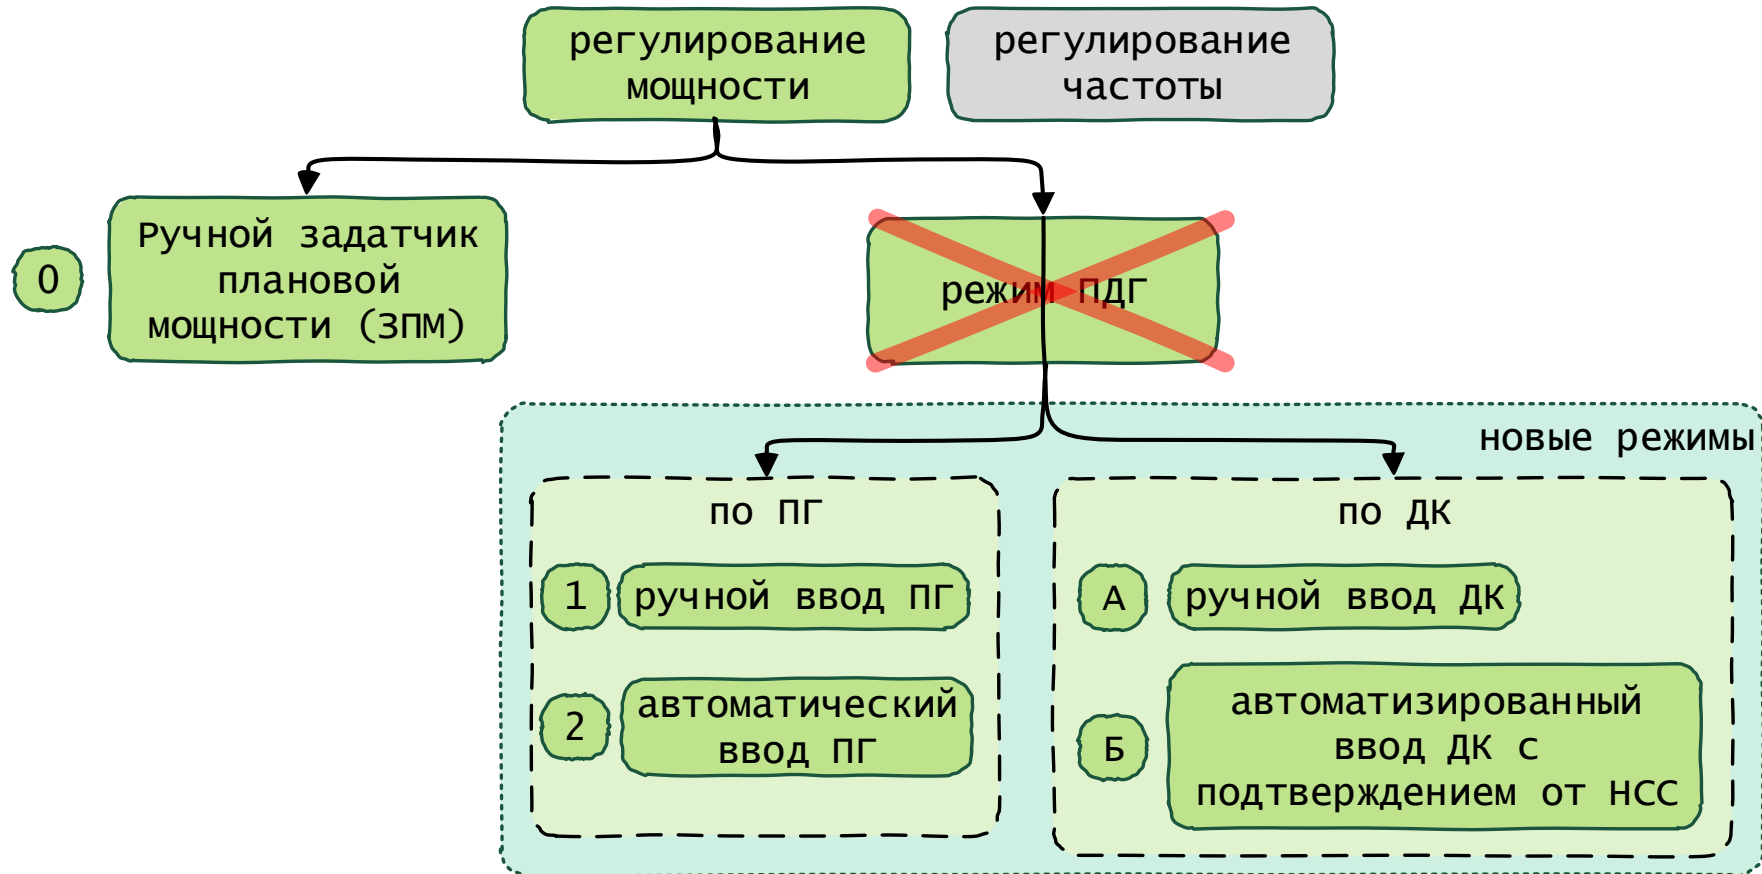 регулирование
мощности
регулирование
частоты
0
Ручной задатчик
плановой
мощности (ЗПМ)
режим ПДГ
новые режимы
по ПГ
1
ручной ввод ПГ
2
автоматический
ввод ПГ
по ДК
А
ручной ввод ДК
Б
автоматизированный
ввод ДК с
подтверждением от НСС